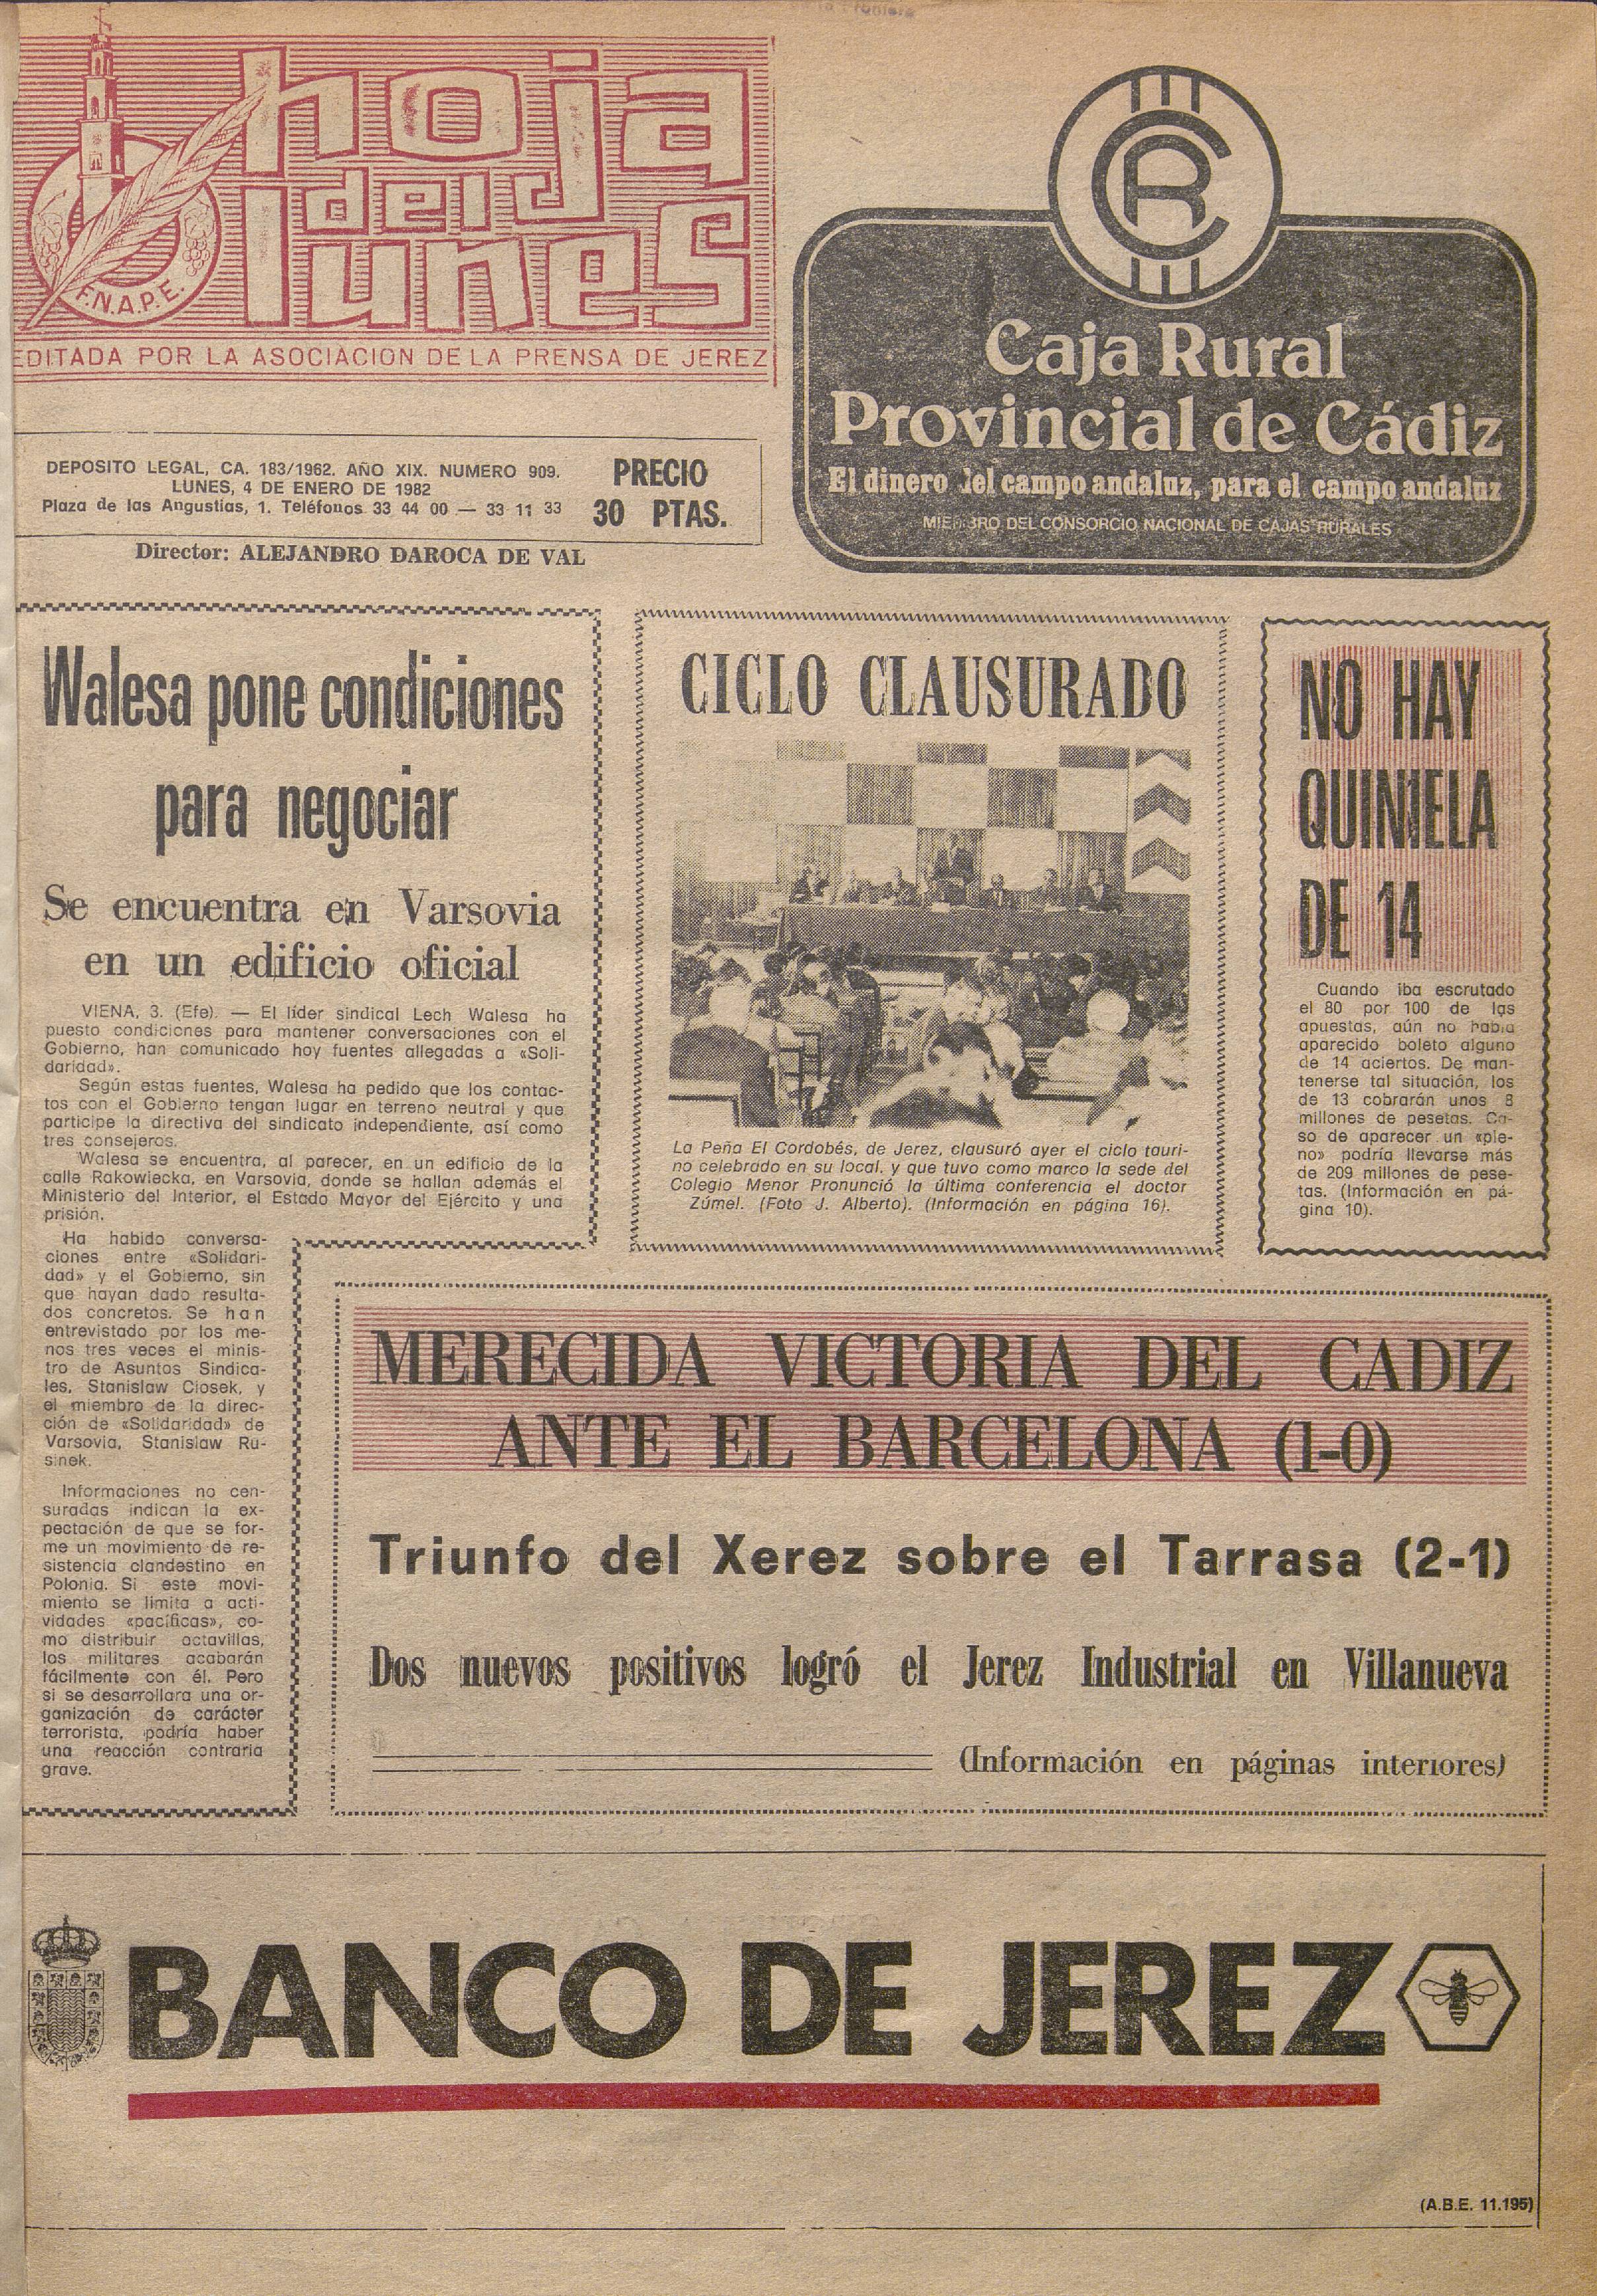 hoja
del
lunes
F.N.A.P.E.
EDITADA POR LA ASOCIACION DE LA PRENSA DE JEREZ
CR
Caja Rural
Provincial de Cádiz
El dinero del campo andaluz, para el campo andaluz
MIEMBRO DEL CONSORCIO NACIONAL DE CAJAS RURALES
DEPOSITO LEGAL, CA. 183/1962. AÑO XIX. NUMERO 909.
LUNES, 4 DE ENERO DE 1982
Plaza de las Angustias, 1. Teléfonos 33 44 00 — 33 11 33
PRECIO
30 PTAS.
Director: ALEJANDRO DAROCA DE VAL
Walesa pone condiciones
para negociar
Se encuentra en Varsovia
en un edificio oficial
VIENA, 3. (Efe). — El líder sindical Lech Walesa ha
puesto condiciones para mantener conversaciones con el
Gobierno, han comunicado hoy fuentes allegadas a «Soli-
daridad».
Según estas fuentes, Walesa ha pedido que los contac-
tos con el Gobierno tengan lugar en terreno neutral y que
participe la directiva del sindicato independiente, así como
tres consejeros.
Walesa se encuentra, al parecer, en un edificio de la
calle Rakowiecka, en Varsovia, donde se hallan además el
Ministerio del Interior, el Estado Mayor del Ejército y una
prisión.
Ha habido conversa-
ciones entre «Solidari-
dad» y el Gobierno, sin
que hayan dado resulta-
dos concretos. Se han
entrevistado por los me-
nos tres veces el minis-
tro de Asuntos Sindica-
les, Stanislaw Ciosek, y
el miembro de la direc-
ción de «Solidaridad» de
Varsovia, Stanislaw Ru-
sinek.
Informaciones no cen-
suradas indican la ex-
pectación de que se for-
me un movimiento de re-
sistencia clandestino en
Polonia. Si este movi-
miento se limita a acti-
vidades «pacíficas», co-
mo distribuir octavillas,
los militares acabarán
fácilmente con él. Pero
si se desarrollara una or-
ganización de carácter
terrorista, podría haber
una reacción contraria
grave.
CICLO CLAUSURADO
La Peña El Cordobés, de Jerez, clausuró ayer el ciclo tauri-
no celebrado en su local, y que tuvo como marco la sede del
Colegio Menor Pronunció la última conferencia el doctor
Zúmel. (Foto J. Alberto). (Información en página 16).
NO HAY
QUINIELA
DE 14
Cuando iba escrutado
el 80 por 100 de las
apuestas, aún no había
aparecido boleto alguno
de 14 aciertos. De man-
tenerse tal situación, los
de 13 cobrarán unos 8
millones de pesetas. Ca-
so de aparecer un «ple-
no» podría llevarse más
de 209 millones de pese-
tas. (Información en pá-
gina 10).
MERECIDA VICTORIA DEL CADIZ
ANTE EL BARCELONA (1-0)
Triunfo del Xerez sobre el Tarrasa (2-1)
Dos nuevos positivos logró el Jerez Industrial en Villanueva
(Información en páginas interiores)
BANCO DE JEREZ
(A.B.E. 11.195)